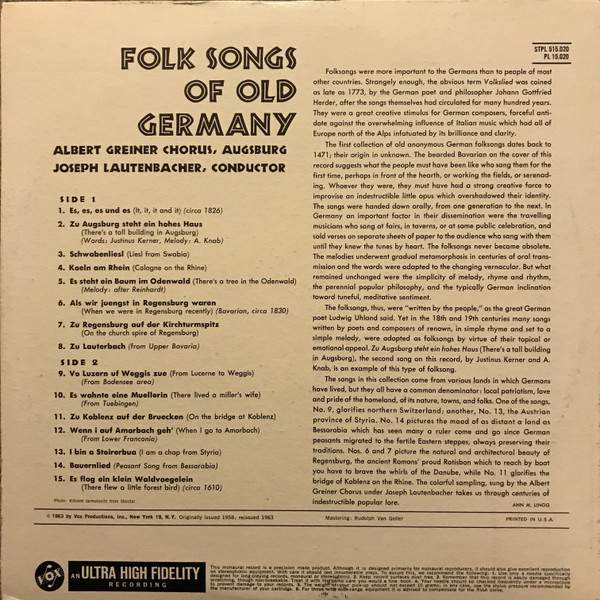 STPL 515.020
PL 15.020
FOLK SONGS
OF OLD
GERMANY
ALBERT GREINER CHORUS, AUGSBURG
JOSEPH LAUTENBACHER, CONDUCTOR
SIDE 1
1. Es, es, es und es (It, it, it and it) (circa 1826)
2. Zu Augsburg steht ein hohes Haus
(There's a tall building in Augsburg)
(Words: Justinus Kerner, Melody: A. Knab)
3. Schwabenliesl (Liesl from Swabia)
4. Koeln am Rhein (Cologne on the Rhine)
5. Es steht ein Baum im Odenwald (There's a tree in the Odenwald)
(Melody: after Reinhardt)
6. Als wir juengst in Regensburg waren
(When we were in Regensburg recently) (Bavarian, circa 1830)
7. Zu Regensburg auf der Kirchturmspitz
(On the church spire of Regensburg)
8. Zu Lauterbach (from Upper Bavaria)
SIDE 2
9. Vo Luzern uf Weggis zue (From Lucerne to Weggis)
(From Bodensee area)
10. Es wohnte eine Muellerin (There lived a miller's wife)
(From Tuebingen)
11. Zu Koblenz auf der Bruecken (On the bridge at Koblenz)
12. Wenn i auf Amorbach geh' (When I go to Amorbach)
(From Lower Franconia)
13. I bin a Steirerbua (I am a chap from Styria)
14. Bauernlied (Peasant Song from Bessarabia)
15. Es flog ein klein Waldvoegelein
(There flew a little forest bird) (circa 1610)
Folksongs were more important to the Germans than to people of most
other countries. Strangely enough, the obvious term Volkslied was coined
as late as 1773, by the German poet and philosopher Johann Gottfried
Herder, after the songs themselves had circulated for many hundred years.
They were a great creative stimulus for German composers, forceful anti-
dote against the overwhelming influence of Italian music which had all of
Europe north of the Alps infatuated by its brilliance and clarity.
The first collection of old anonymous German folksongs dates back to
1471; their origin in unknown. The bearded Bavarian on the cover of this
record suggests what the people must have been like who sang them for the
first time, perhaps in front of the hearth, or working the fields, or serenad-
ing. Whoever they were, they must have had a strong creative force to
improvise an indestructible little opus which overshadowed their identity.
The songs were handed down orally, from one generation to the next. In
Germany an important factor in their dissemination were the travelling
musicians who sang at fairs, in taverns, or at some public celebration, and
sold verses on separate sheets of paper to the audience who sang with them
until they knew the tunes by heart. The folksongs never became obsolete.
The melodies underwent gradual metamorphosis in centuries of oral trans-
mission and the words were adapted to the changing vernacular. But what
remained unchanged were the simplicity of melody, rhyme and rhythm,
the perennial popular philosophy, and the typically German inclination
toward tuneful, meditative sentiment.
The folksongs, thus, were "written by the people," as the great German
poet Ludwig Uhland said. Yet in the 18th and 19th centuries many songs
written by poets and composers of renown, in simple rhyme and set to a
simple melody, were adopted as folksongs by virtue of their topical or
emotional appeal. Zu Augsburg steht ein hohes Haus (There's a tall building
in Augsburg), the second song on this record, by Justinus Kerner and A.
Knab, is an example of this type of folksong.
The songs in this collection come from various lands in which Germans
have lived, but they all have a common denominator: local patriotism, love
and pride of the homeland, of its nature, towns, and folks. One of the songs,
No. 9, glorifies northern Switzerland; another, No. 13, the Austrian
province of Styria. No. 14 pictures the mood of as distant a land as
Bessarabia which has seen many a ruler come and go since German
peasants migrated to the fertile Eastern steppes, always preserving their
traditions. Nos. 6 and 7 picture the natural and architectural beauty of
Regensburg, the ancient Romans' proud Ratisbon which to reach by boat
you have to brave the whirls of the Danube, while No. 11 glorifies the
bridge of Koblenz on the Rhine. The colorful sampling, sung by the Albert
Greiner Chorus under Joseph Lautenbacher takes us through centuries of
indestructible popular lore.
ANN M. LINGG
© 1963 by Vox Productions, Inc., New York 19, N.Y. Originally issued 1958; reissued 1963
Mastering: Rudolph Van Gelder
PRINTED IN U.S.A.
VOX
AN ULTRA HIGH FIDELITY
RECORDING